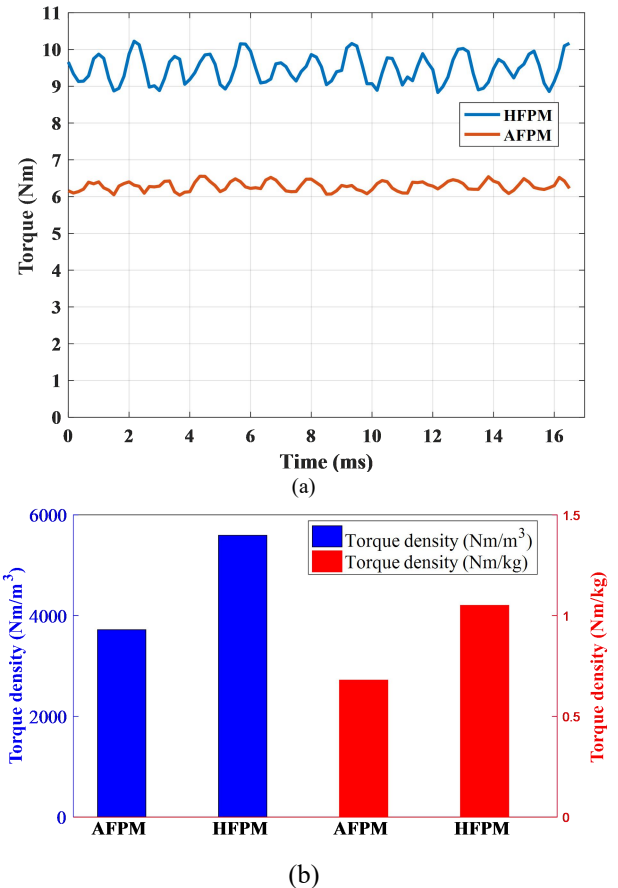 11
10
9
8
7
6
5
4
3
2
1
0
Torque (Nm)
HFPM
AFPM
0 2 4 6 8 10 12 14 16
Time (ms)
(a)
6000
4000
2000
0
Torque density (Nm/m³)
Torque density (Nm/m³)
Torque density (Nm/kg)
1.5
1
0.5
0
Torque density (Nm/kg)
AFPM HFPM AFPM HFPM
(b)